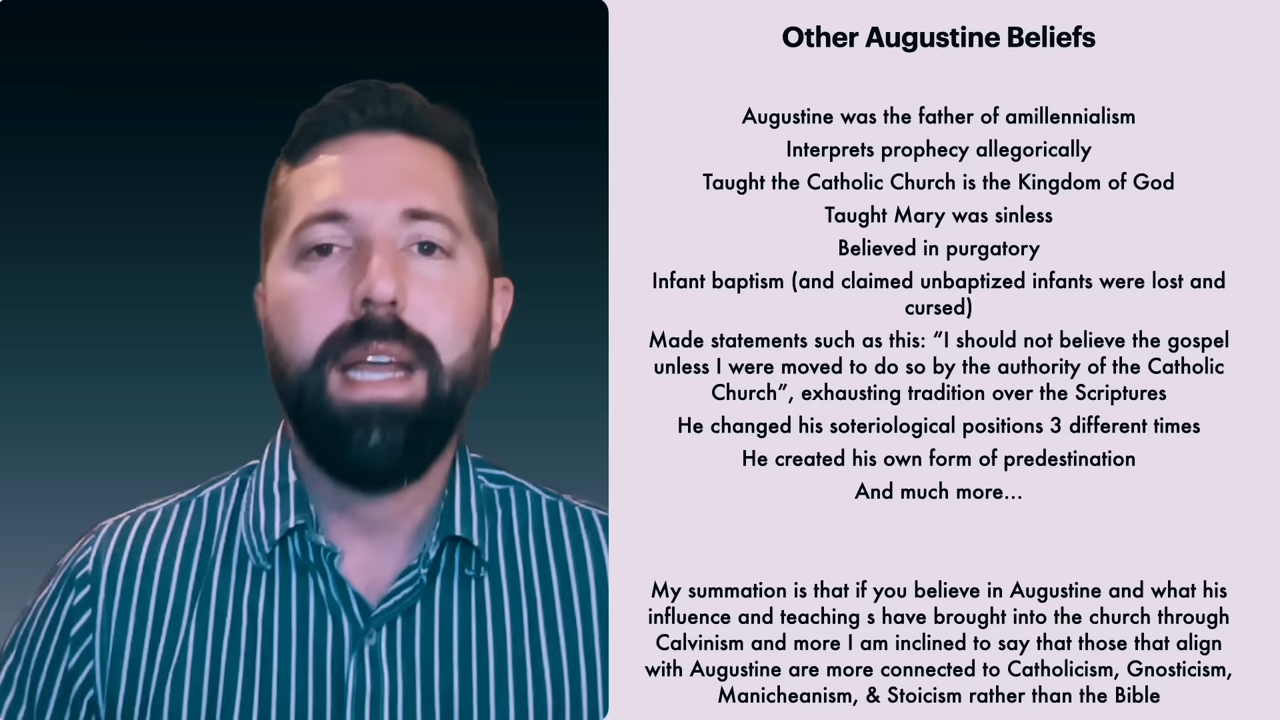 Other Augustine Beliefs
Augustine was the father of amillennialism
Interprets prophecy allegorically
Taught the Catholic Church is the Kingdom of God
Taught Mary was sinless
Believed in purgatory
Infant baptism (and claimed unbaptized infants were lost and
cursed)
Made statements such as this: “I should not believe the gospel
unless I were moved to do so by the authority of the Catholic
Church”, exhausting tradition over the Scriptures
He changed his soteriological positions 3 different times
He created his own form of predestination
And much more...
My summation is that if you believe in Augustine and what his
influence and teaching s have brought into the church through
Calvinism and more I am inclined to say that those that align
with Augustine are more connected to Catholicism, Gnosticism,
Manicheanism, & Stoicism rather than the Bible